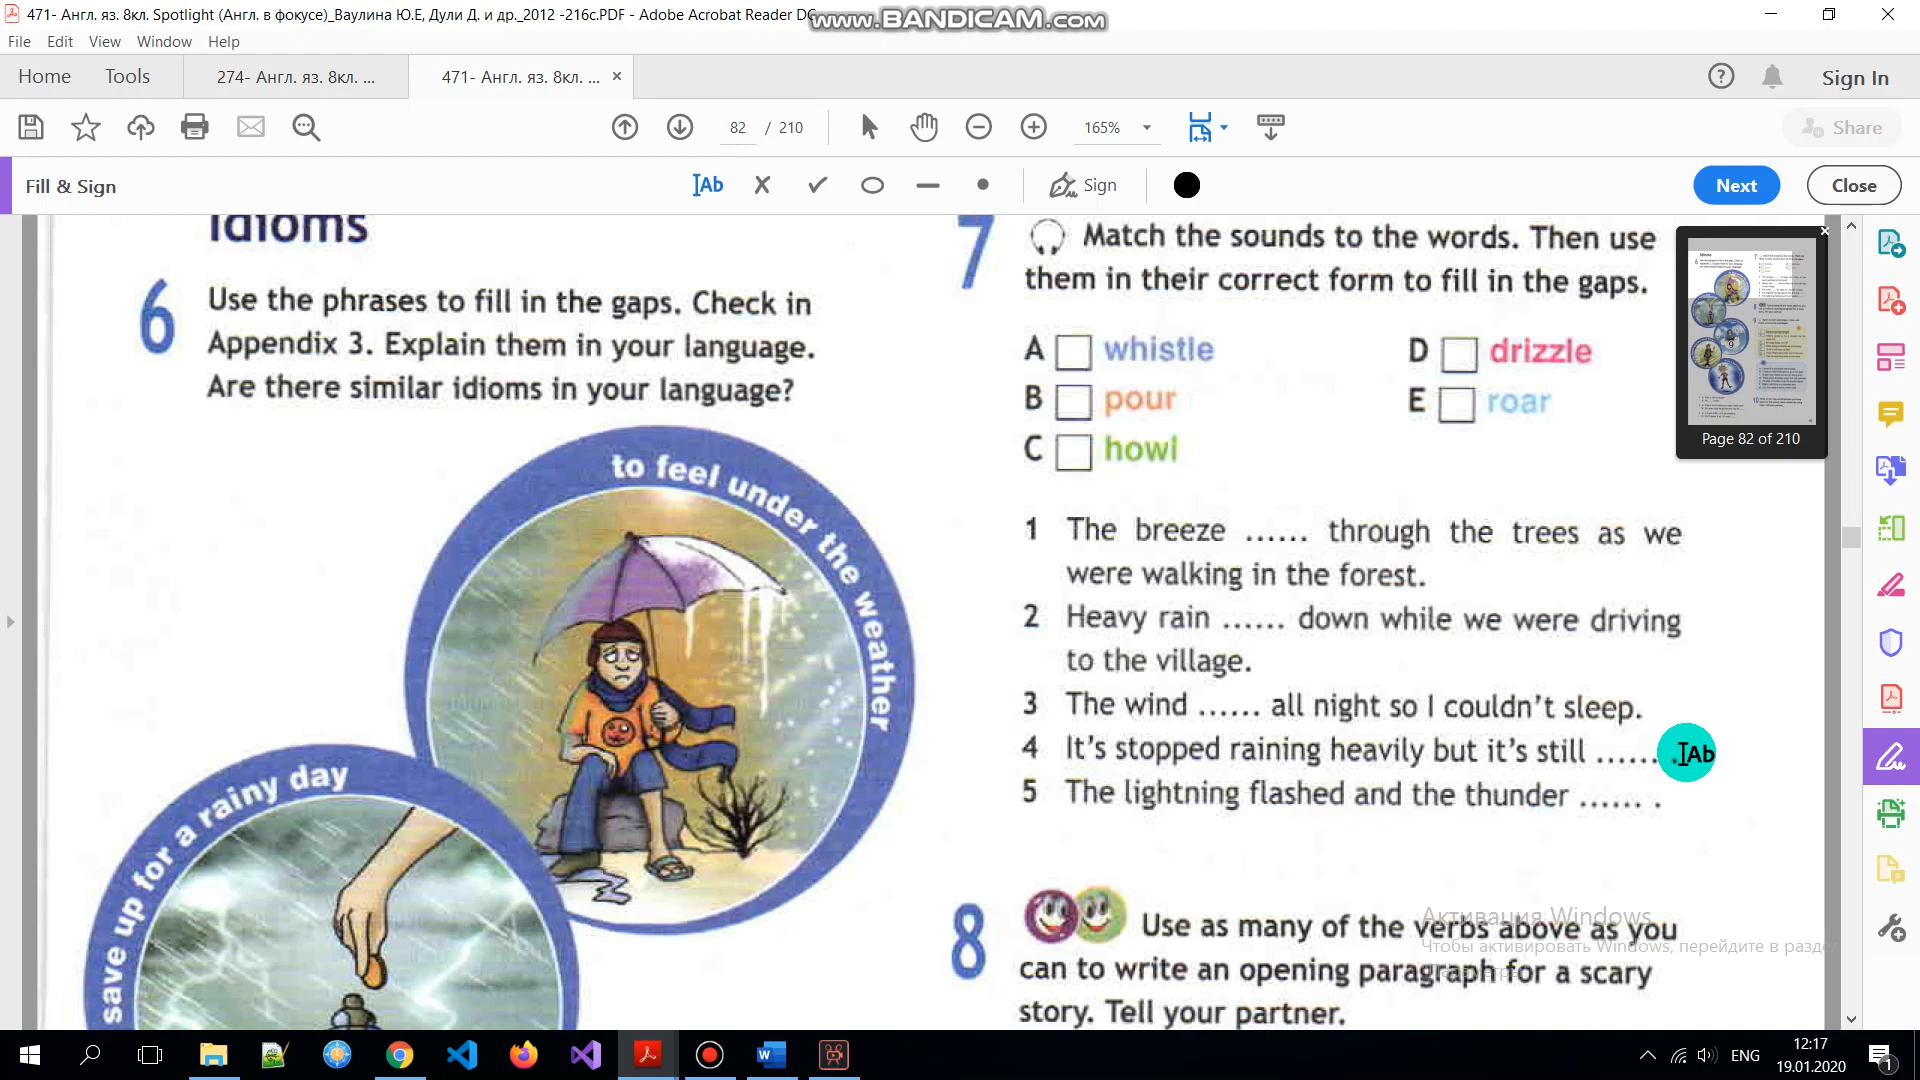 471- Англ. яз. 8кл. Spotlight (Англ. в фокусе)_Ваулина Ю.Е, Дули Д. и др._2012 -216с.PDF - Adobe Acrobat Reader DC
www.BANDICAM.com
File Edit View Window Help
Home Tools 274- Англ. яз. 8кл. ... 471- Англ. яз. 8кл. ... × Sign In
82 / 210 165% Share
Fill & Sign Ab Sign Next Close
Idioms
6 Use the phrases to fill in the gaps. Check in
Appendix 3. Explain them in your language.
Are there similar idioms in your language?
to feel under the weather
save up for a rainy day
7 Match the sounds to the words. Then use
them in their correct form to fill in the gaps.
A whistle D drizzle
B pour E roar
C howl
1 The breeze ...... through the trees as we
were walking in the forest.
2 Heavy rain ...... down while we were driving
to the village.
3 The wind ...... all night so I couldn't sleep.
4 It's stopped raining heavily but it's still ...... .
Ab
5 The lightning flashed and the thunder ...... .
8 Use as many of the verbs above as you
can to write an opening paragraph for a scary
story. Tell your partner.
Page 82 of 210
Активация Windows
Чтобы активировать Windows, перейдите в раздел
ENG 12:17
19.01.2020
1